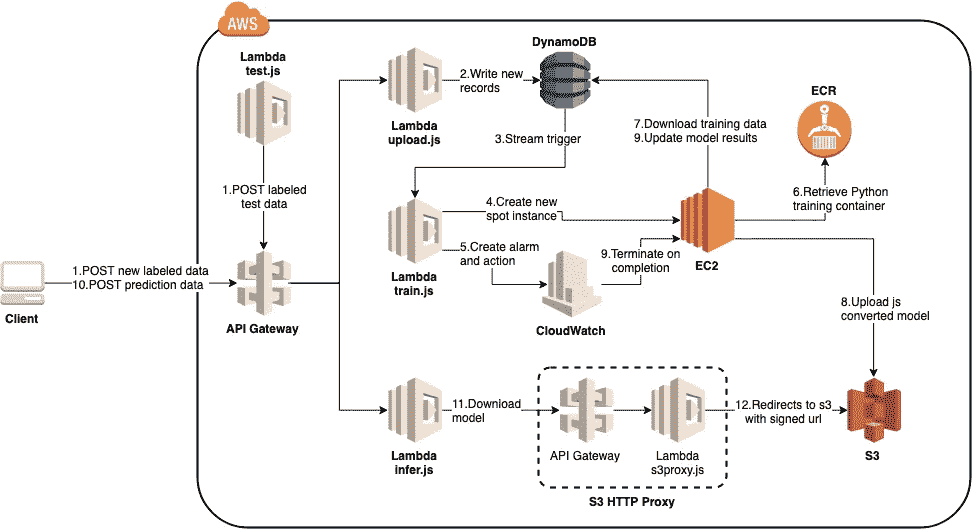 AWS
Lambda
test.js
DynamoDB
2.Write new
records
ECR
Lambda
upload.js
3.Stream trigger
7.Download training data
9.Update model results
1.POST labeled
test data
4.Create new
spot instance
6.Retrieve Python
training container
5.Create alarm
and action
9.Terminate on
completion
EC2
Lambda
train.js
1.POST new labeled data
10.POST prediction data
Client
API Gateway
CloudWatch
8.Upload js
converted model
11.Download
model
12.Redirects to s3
with signed url
Lambda
infer.js
API Gateway
Lambda
s3proxy.js
S3
S3 HTTP Proxy